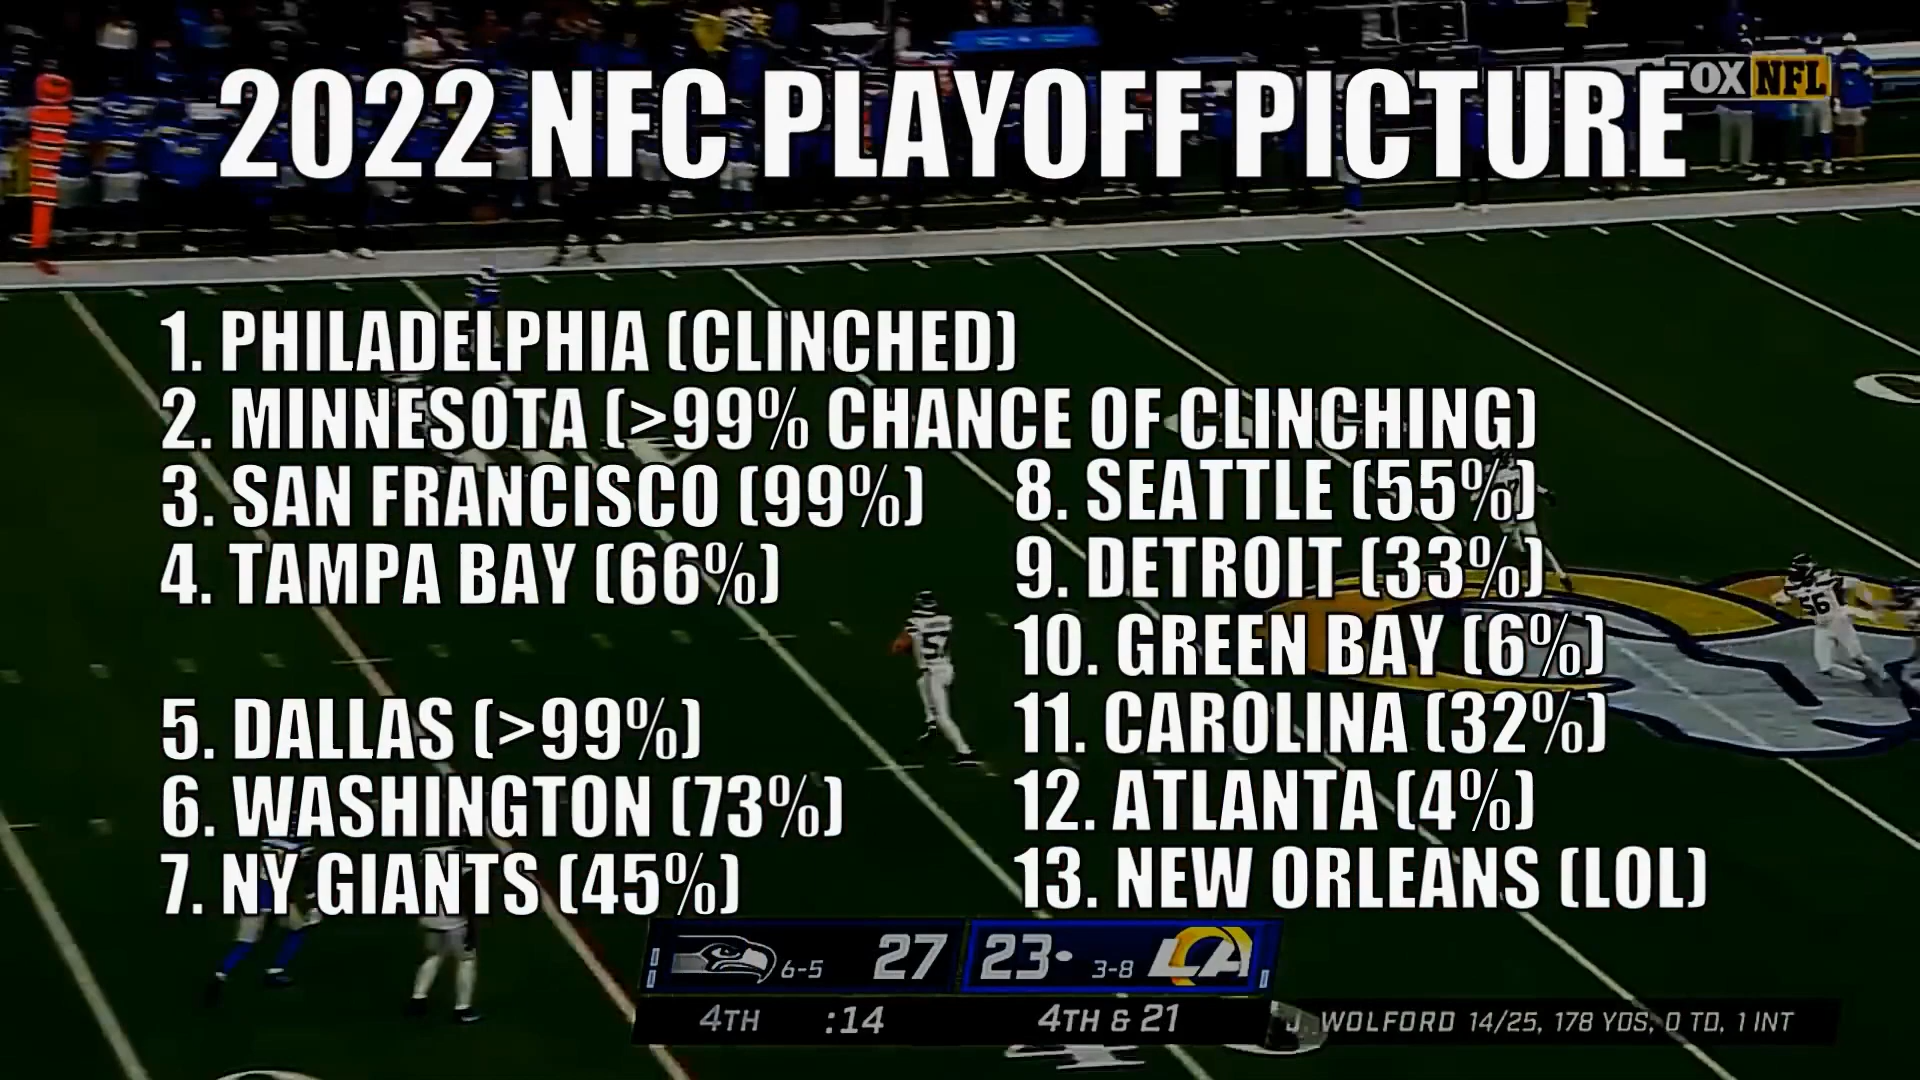 2022 NFC PLAYOFF PICTURE
FOX NFL
1. PHILADELPHIA (CLINCHED)
2. MINNESOTA (>99% CHANCE OF CLINCHING)
3. SAN FRANCISCO (99%)
4. TAMPA BAY (66%)
5. DALLAS (>99%)
6. WASHINGTON (73%)
7. NY GIANTS (45%)
8. SEATTLE (55%)
9. DETROIT (33%)
10. GREEN BAY (6%)
11. CAROLINA (32%)
12. ATLANTA (4%)
13. NEW ORLEANS (LOL)
56
6-5 27 23 3-8 LA
4TH :14 4TH & 21
J. WOLFORD 14/25, 178 YDS, 0 TD, 1 INT